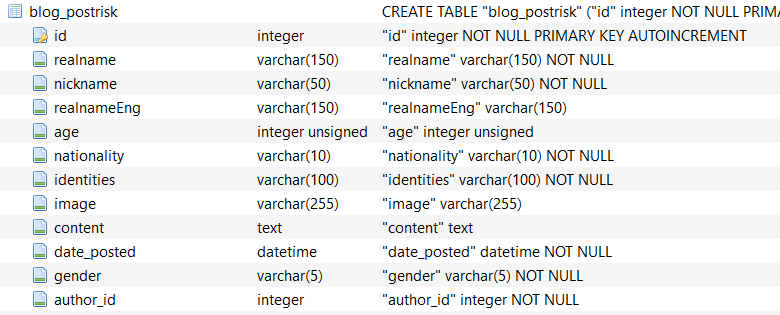 blog_postrisk CREATE TABLE "blog_postrisk" ("id" integer NOT NULL PRIMA
id integer "id" integer NOT NULL PRIMARY KEY AUTOINCREMENT
realname varchar(150) "realname" varchar(150) NOT NULL
nickname varchar(50) "nickname" varchar(50) NOT NULL
realnameEng varchar(150) "realnameEng" varchar(150)
age integer unsigned "age" integer unsigned
nationality varchar(10) "nationality" varchar(10) NOT NULL
identities varchar(100) "identities" varchar(100) NOT NULL
image varchar(255) "image" varchar(255)
content text "content" text
date_posted datetime "date_posted" datetime NOT NULL
gender varchar(5) "gender" varchar(5) NOT NULL
author_id integer "author_id" integer NOT NULL